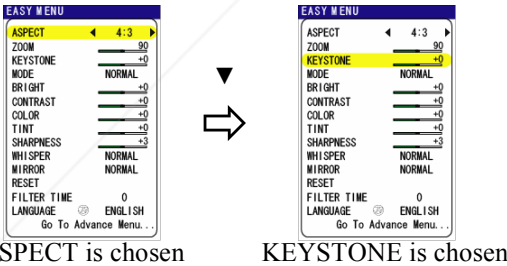 EASY MENU
ASPECT 4:3
ZOOM 90
KEYSTONE +0
MODE NORMAL
BRIGHT +0
CONTRAST +0
COLOR +0
TINT +0
SHARPNESS +3
WHISPER NORMAL
MIRROR NORMAL
RESET
FILTER TIME 0
LANGUAGE ENGLISH
Go To Advance Menu...
SPECT is chosen
▼
EASY MENU
ASPECT 4:3
ZOOM 90
KEYSTONE +0
MODE NORMAL
BRIGHT +0
CONTRAST +0
COLOR +0
TINT +0
SHARPNESS +3
WHISPER NORMAL
MIRROR NORMAL
RESET
FILTER TIME 0
LANGUAGE ENGLISH
Go To Advance Menu...
KEYSTONE is chosen